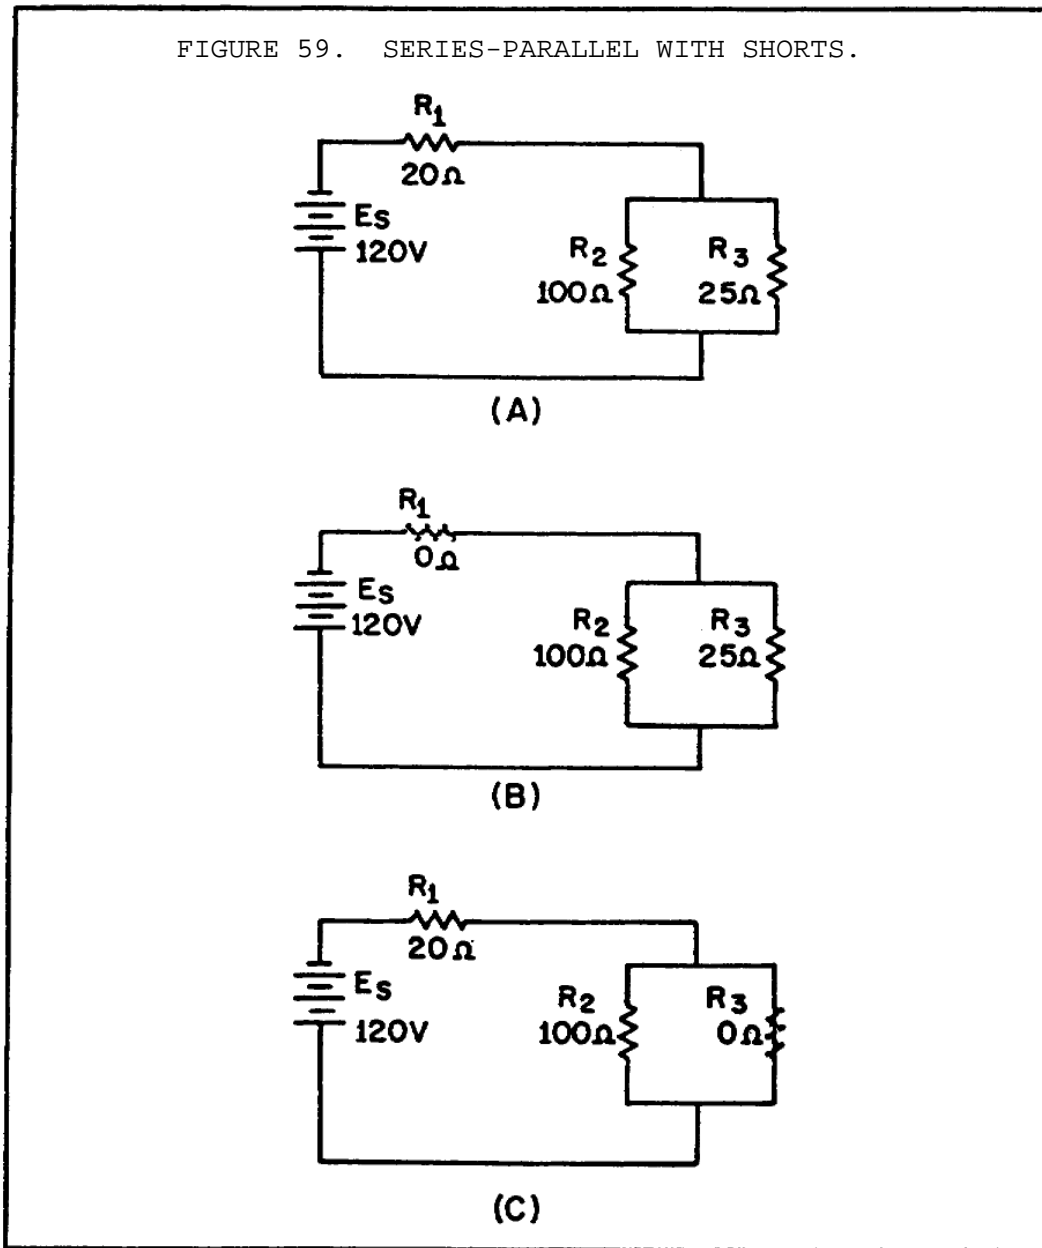 FIGURE 59. SERIES-PARALLEL WITH SHORTS.
R1
20Ω
Es
120V
R2
100Ω
R3
25Ω
(A)
R1
0Ω
Es
120V
R2
100Ω
R3
25Ω
(B)
R1
20Ω
Es
120V
R2
100Ω
R3
0Ω
(C)